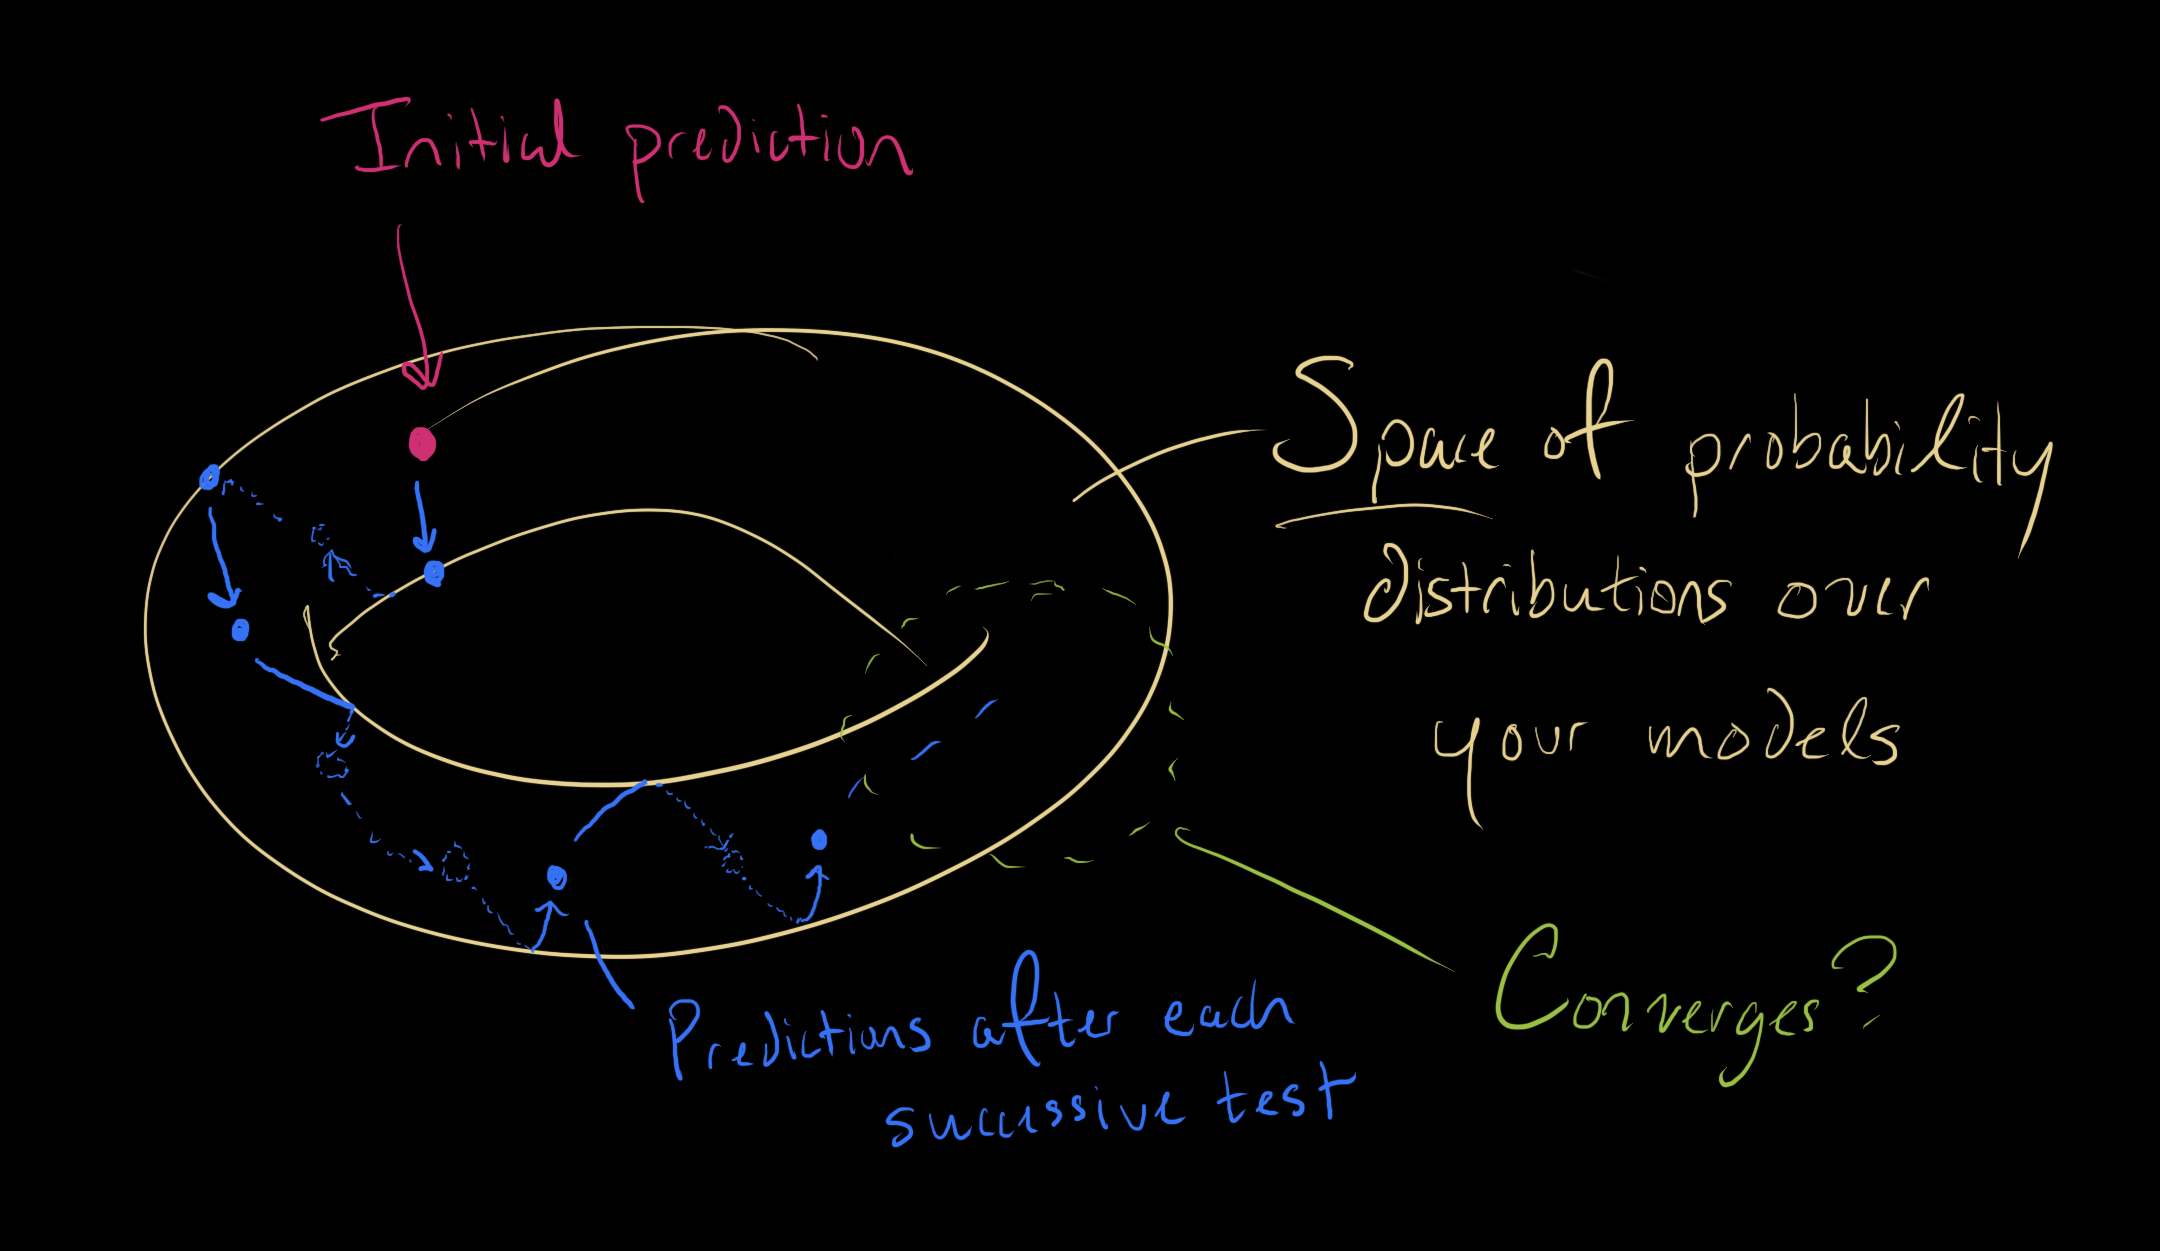 Initial prediction
Space of probability
distributions over
your models
Converges?
Predictions after each
successive test